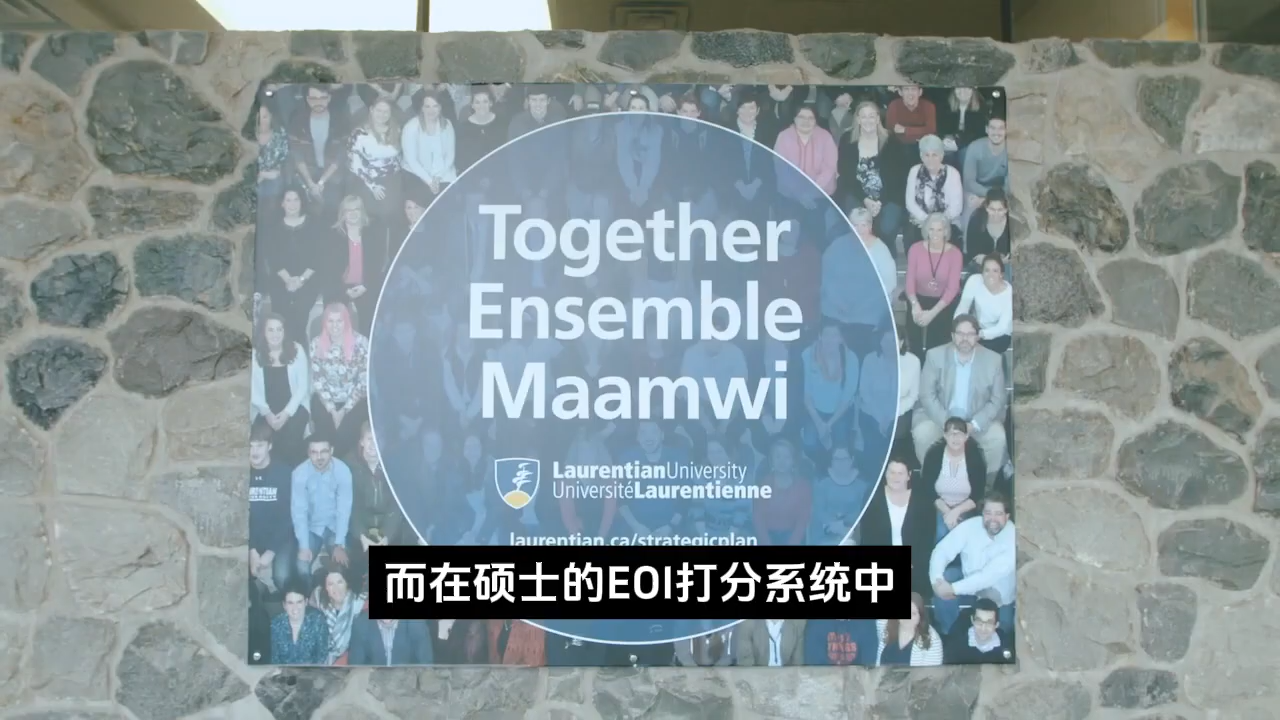 Together
Ensemble
Maamwi
LaurentianUniversity
UniversitéLaurentienne
laurentian.ca/strategicplan
而在硕士的EOI打分系统中